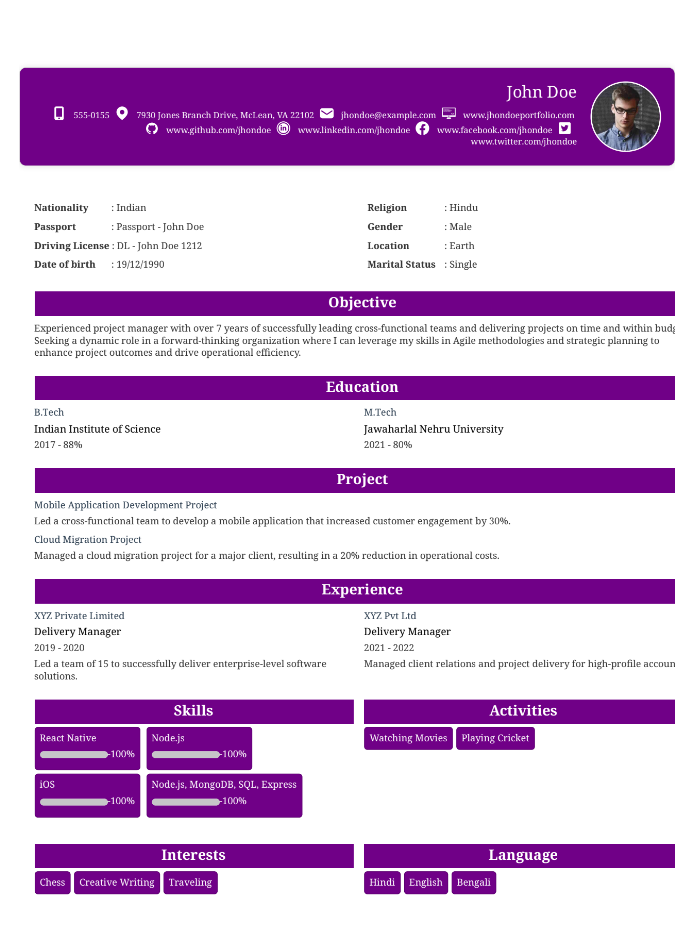 John Doe
555-0155 7930 Jones Branch Drive, McLean, VA 22102 jhondoe@example.com www.jhondoeportfolio.com
www.github.com/jhondoe www.linkedin.com/jhondoe www.facebook.com/jhondoe
www.twitter.com/jhondoe
Nationality : Indian
Religion : Hindu
Passport : Passport - John Doe
Gender : Male
Driving License : DL - John Doe 1212
Location : Earth
Date of birth : 19/12/1990
Marital Status : Single
Objective
Experienced project manager with over 7 years of successfully leading cross-functional teams and delivering projects on time and within
Seeking a dynamic role in a forward-thinking organization where I can leverage my skills in Agile methodologies and strategic planning to
enhance project outcomes and drive operational efficiency.
Education
B.Tech
Indian Institute of Science
2017 - 88%
M.Tech
Jawaharlal Nehru University
2021 - 80%
Project
Mobile Application Development Project
Led a cross-functional team to develop a mobile application that increased customer engagement by 30%.
Cloud Migration Project
Managed a cloud migration project for a major client, resulting in a 20% reduction in operational costs.
Experience
XYZ Private Limited
Delivery Manager
2019 - 2020
Led a team of 15 to successfully deliver enterprise-level software
solutions.
XYZ Pvt Ltd
Delivery Manager
2021 - 2022
Managed client relations and project delivery for high-profile
Skills
React Native
100%
Node.js
100%
iOS
100%
Node.js, MongoDB, SQL, Express
100%
Activities
Watching Movies
Playing Cricket
Interests
Chess
Creative Writing
Traveling
Language
Hindi
English
Bengali